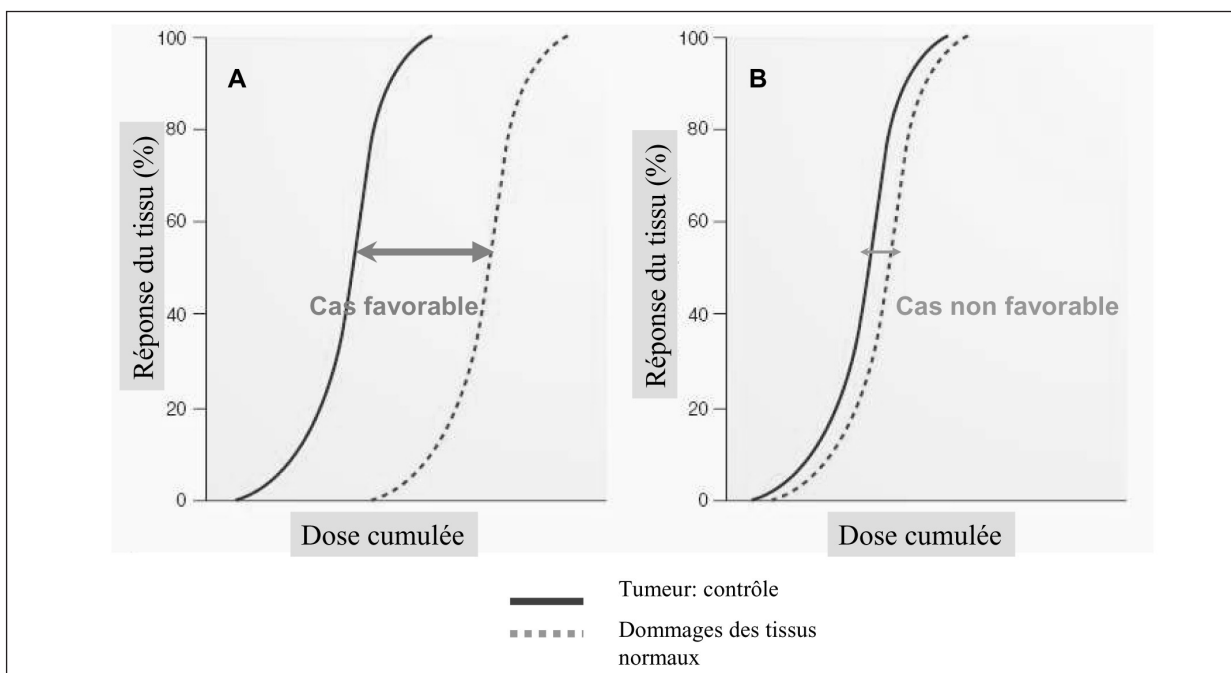 A
Réponse du tissu (%)
100
80
60
40
20
0
Cas favorable
Dose cumulée
B
Réponse du tissu (%)
100
80
60
40
20
0
Cas non favorable
Dose cumulée
Tumeur: contrôle
Dommages des tissus
normaux